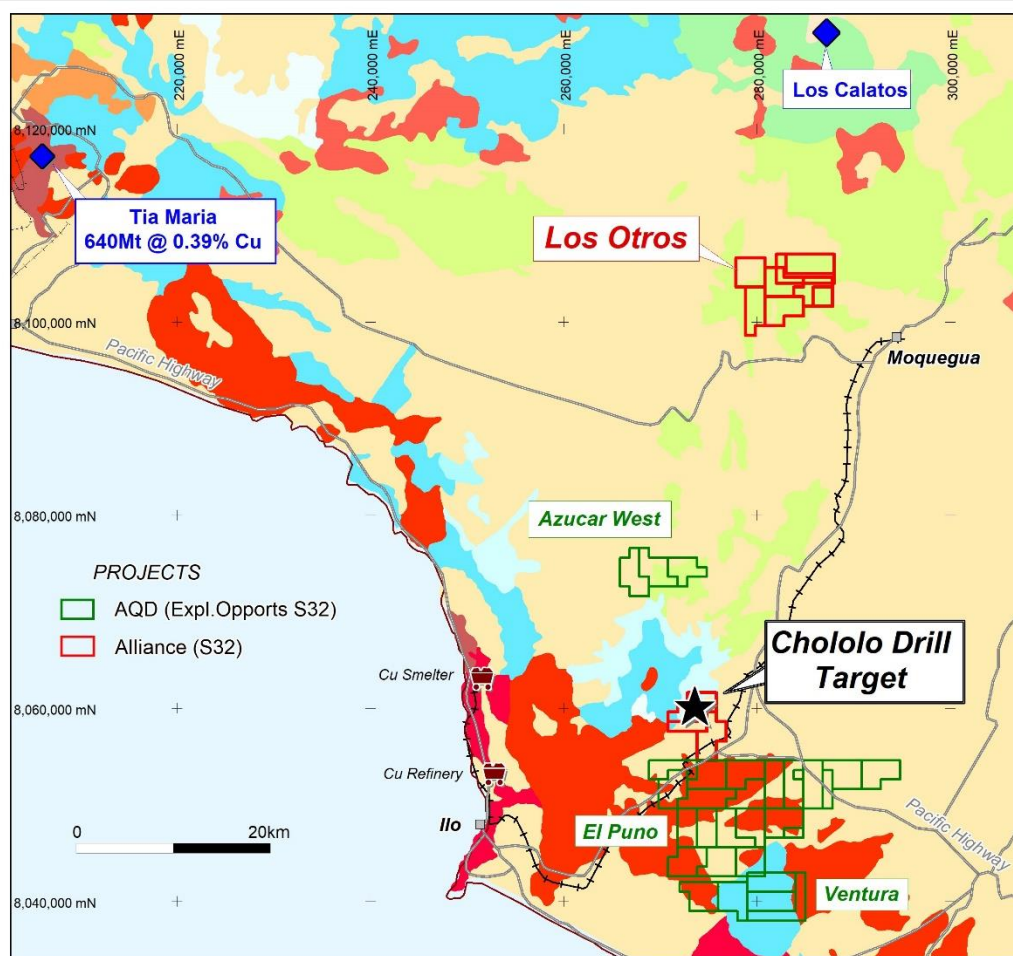 220,000 mE
240,000 mE
260,000 mE
280,000 mE
300,000 mE
Los Calatos
8,120,000 mN
Tia Maria
640Mt @ 0.39% Cu
Los Otros
8,100,000 mN
Pacific Highway
Moquegua
8,080,000 mN
Azucar West
PROJECTS
AQD (Expl.Opports S32)
Alliance (S32)
Chololo Drill
Target
Cu Smelter
8,060,000 mN
Cu Refinery
Ilo
El Puno
Pacific Highway
0
20km
Ventura
8,040,000 mN